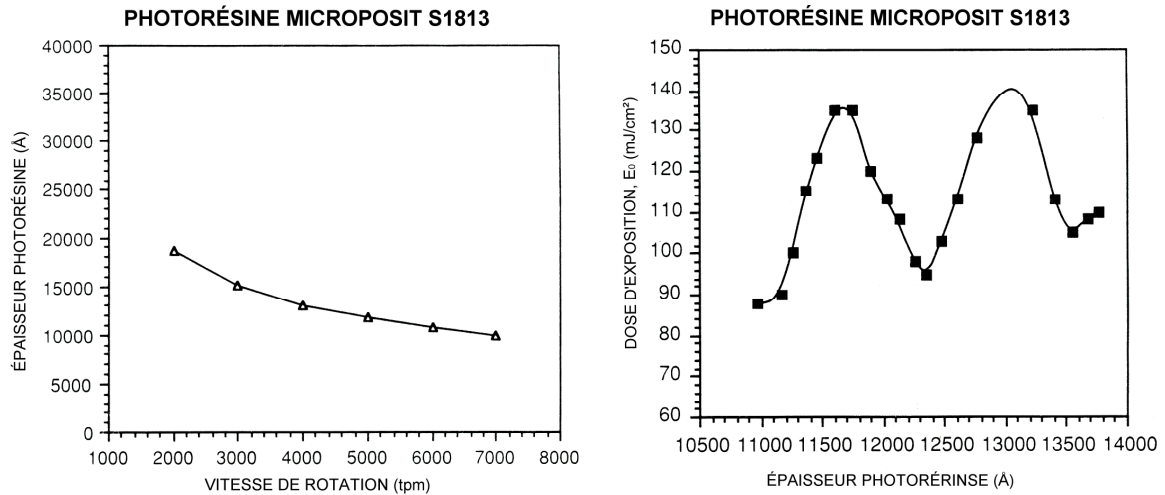 PHOTORÉSINE MICROPOSIT S1813
40000
35000
30000
25000
20000
15000
10000
5000
0
1000 2000 3000 4000 5000 6000 7000 8000
ÉPAISSEUR PHOTORÉSINE (Å)
VITESSE DE ROTATION (tpm)
PHOTORÉSINE MICROPOSIT S1813
150
140
130
120
110
100
90
80
70
60
10500 11000 11500 12000 12500 13000 13500 14000
DOSE D'EXPOSITION, E₀ (mJ/cm²)
ÉPAISSEUR PHOTORÉRINSE (Å)